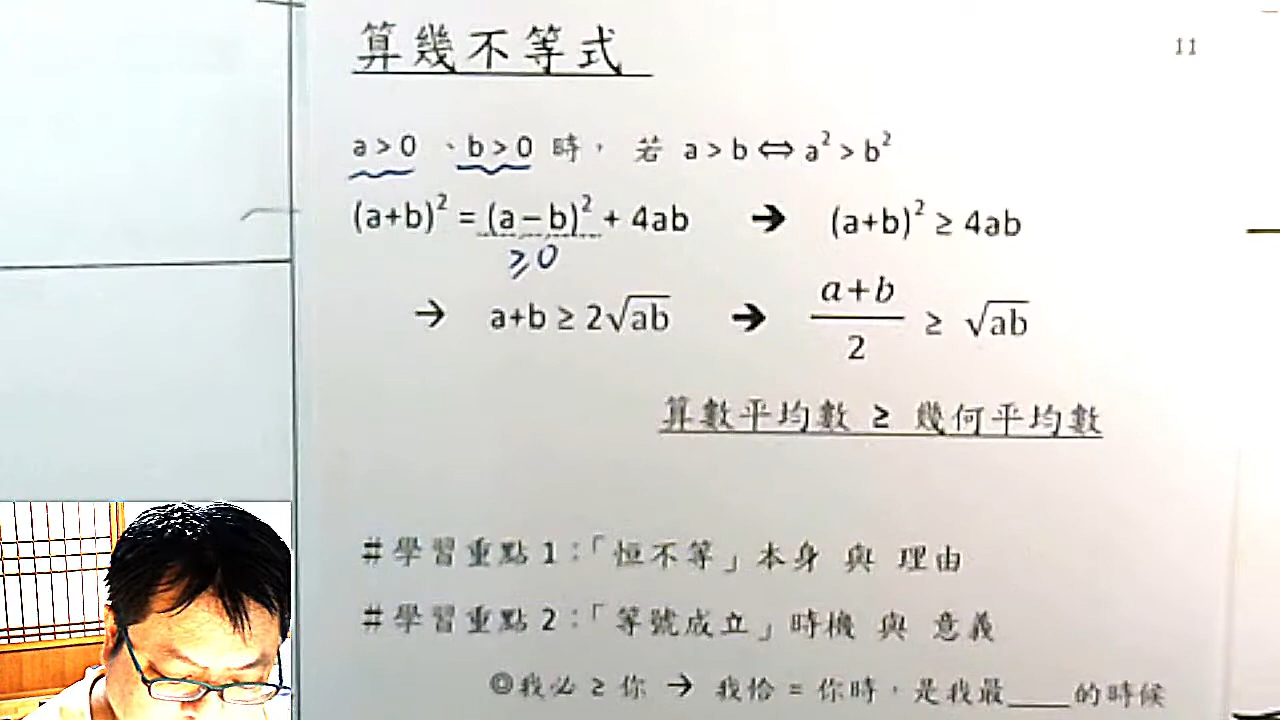 算幾不等式
11
a > 0 、b > 0 時， 若 a > b ⇔ a² > b²
(a+b)² = (a－b)² + 4ab ➔ (a+b)² ≥ 4ab
≥0
→ a+b ≥ 2√ab ➔ a+b/2 ≥ √ab
算數平均數 ≥ 幾何平均數
#學習重點 1：「恒不等」本身 與 理由
#學習重點 2：「等號成立」時機 與 意義
◎我必 ≥ 你 → 我恰 = 你時，是我最____的時候